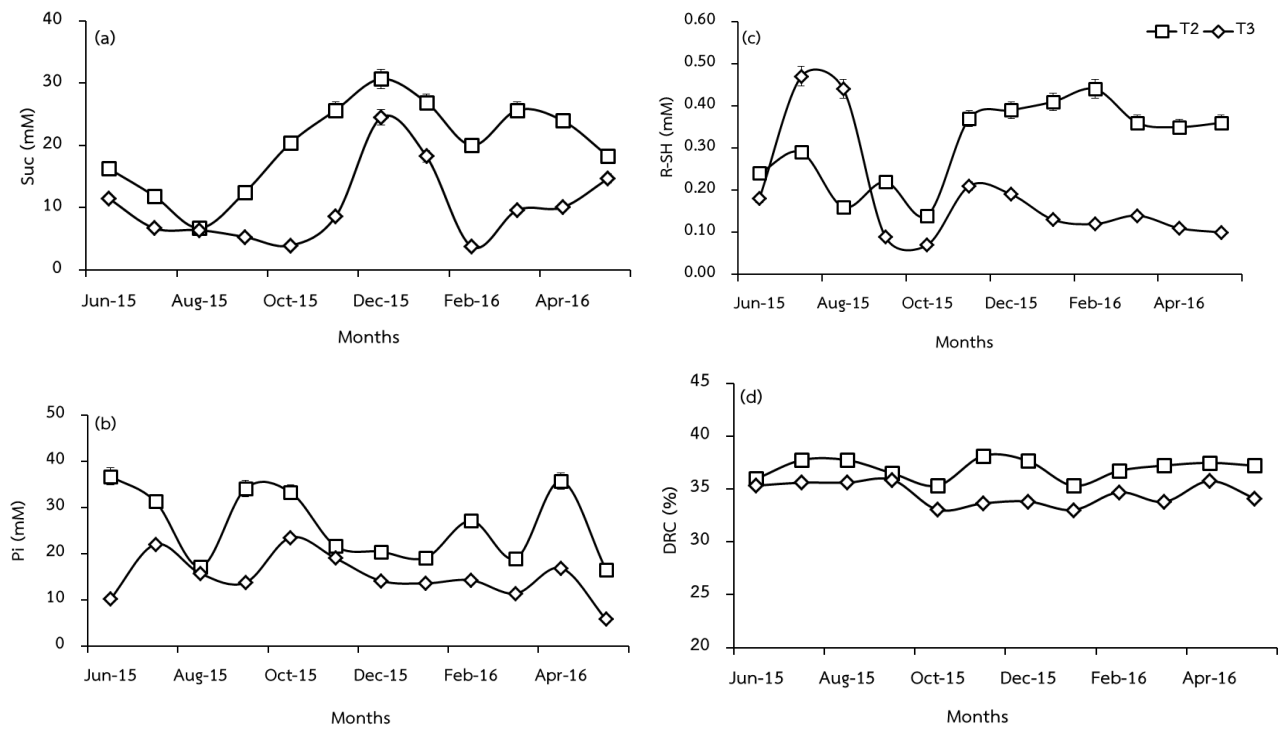 (a)
Suc (mM)
40
30
20
10
0
Jun-15 Aug-15 Oct-15 Dec-15 Feb-16 Apr-16
Months
(c)
T2 T3
R-SH (mM)
0.60
0.50
0.40
0.30
0.20
0.10
0.00
Jun-15 Aug-15 Oct-15 Dec-15 Feb-16 Apr-16
Months
(b)
Pi (mM)
50
40
30
20
10
0
Jun-15 Aug-15 Oct-15 Dec-15 Feb-16 Apr-16
Months
(d)
DRC (%)
45
40
35
30
25
20
Jun-15 Aug-15 Oct-15 Dec-15 Feb-16 Apr-16
Months